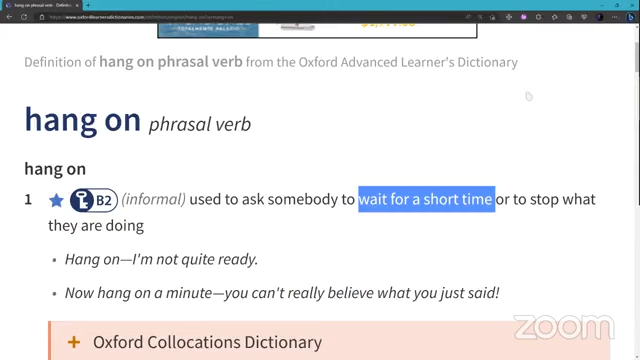 TOTALMENTE PALADIO
Definition of hang on phrasal verb from the Oxford Advanced Learner's Dictionary
hang on phrasal verb
hang on
1 B2 (informal) used to ask somebody to wait for a short time or to stop what
they are doing
• Hang on—I'm not quite ready.
• Now hang on a minute—you can't really believe what you just said!
+ Oxford Collocations Dictionary
zoom